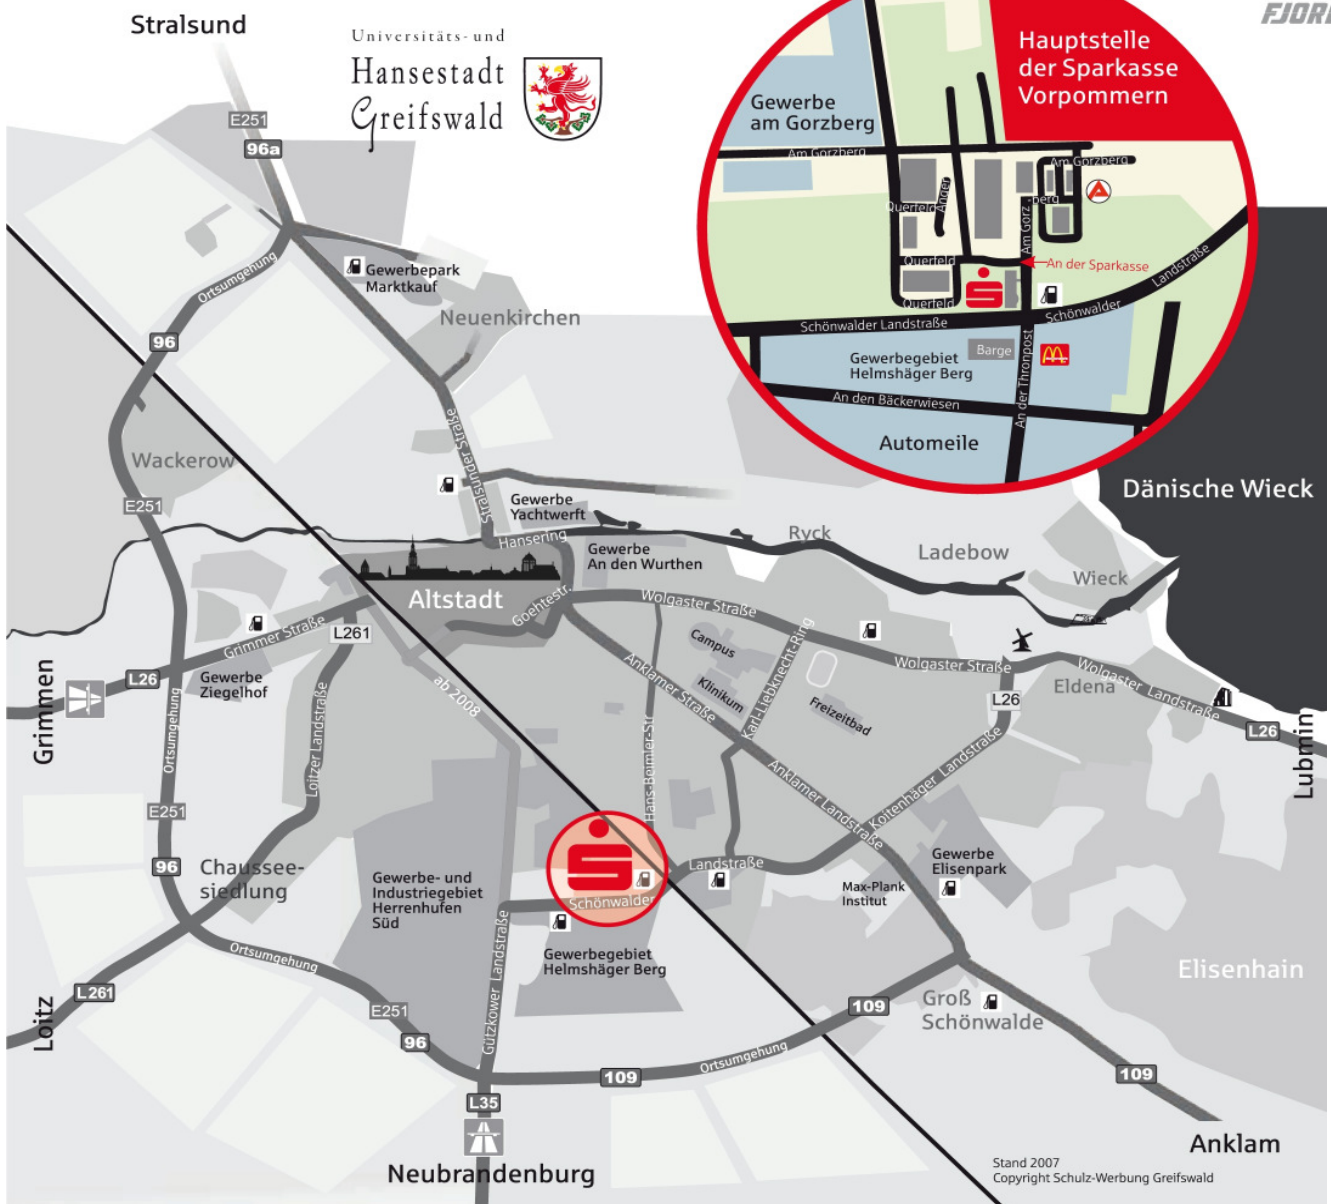 Stralsund
Universitäts- und
Hansestadt
Greifswald
Hauptstelle
der Sparkasse
Vorpommern
Gewerbe
am Gorzberg
Am Gorzberg
Am Gorzberg
Querfeld
Anger
Am Gorz-
berg
Querfeld
An der Sparkasse
Querfeld
Schönwalder Landstraße
Schönwalder
Landstraße
Barge
Gewerbegebiet
Helmshäger Berg
An der Thronpost
An den Bäckerwiesen
Automeile
E251
96a
Ortsumgehung
Gewerbepark
Marktkauf
Neuenkirchen
96
Wackerow
E251
Stralsunder Straße
Gewerbe
Yachtwerft
Hansering
Gewerbe
An den Wurthen
Ryck
Ladebow
Wieck
Dänische Wieck
Altstadt
Goehtestr.
Wolgaster Straße
Grimmer Straße
L261
Gewerbe
Ziegelhof
L26
Grimmen
Ortsumgehung
Loitzer Landstraße
ab 2008
Campus
Klinikum
Anklamer Straße
Karl-Liebknecht-Ring
Freizeitbad
Wolgaster Straße
L26
Eldena
Wolgaster Landstraße
L26
Lubmin
Hans-Beimler-Str.
Anklamer Landstraße
Koitenhäger Landstraße
E251
96
Chaussee-
siedlung
Gewerbe- und
Industriegebiet
Herrenhufen
Süd
Schönwalder
Landstraße
Max-Plank
Institut
Gewerbe
Elisenpark
Gewerbegebiet
Helmshäger Berg
Gützkower Landstraße
Ortsumgehung
L261
Loitz
E251
96
Elisenhain
Groß
Schönwalde
109
Ortsumgehung
109
109
L35
Neubrandenburg
Anklam
Stand 2007
Copyright Schulz-Werbung Greifswald